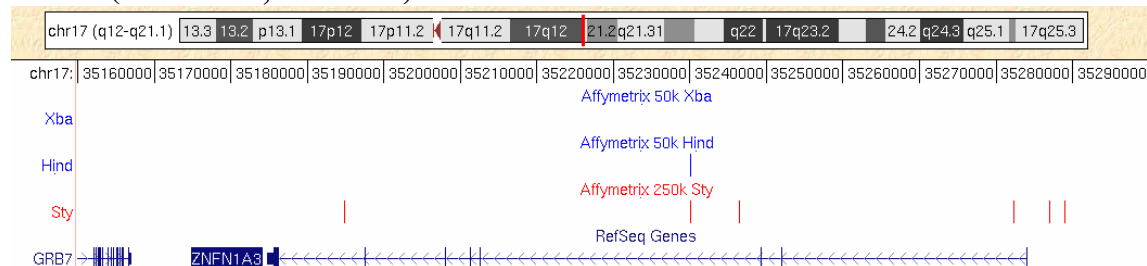 chr17 (q12-q21.1) 13.3 13.2 p13.1 17p12 17p11.2 17q11.2 17q12 21.2 q21.31 q22 17q23.2 24.2 q24.3 q25.1 17q25.3
chr17: 35160000 35170000 35180000 35190000 35200000 35210000 35220000 35230000 35240000 35250000 35260000 35270000 35280000 35290000
Affymetrix 50k Xba
Xba
Affymetrix 50k Hind
Hind
Affymetrix 250k Sty
Sty
RefSeq Genes
GRB7 ZNFN1A3